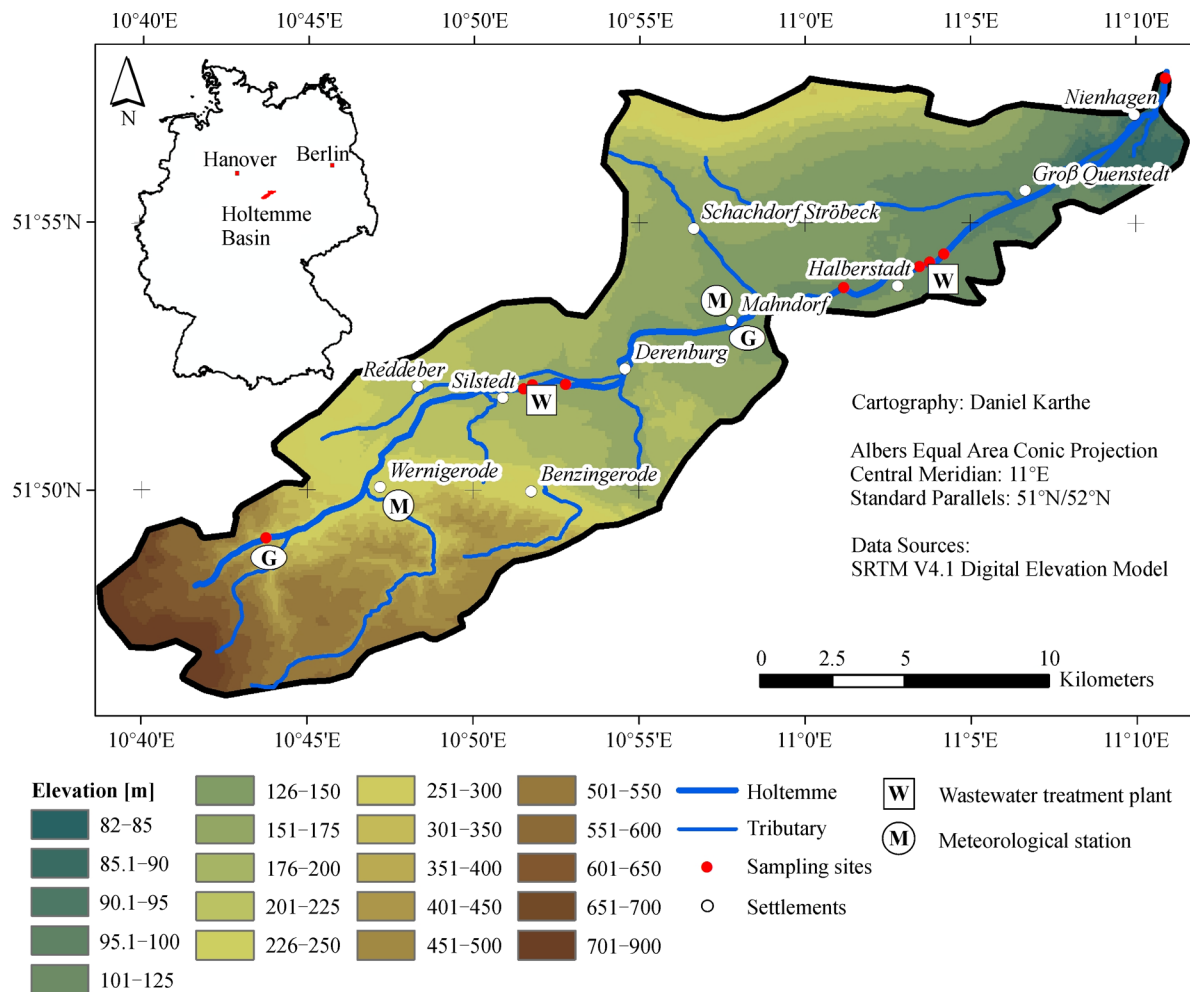 10°40'E 10°45'E 10°50'E 10°55'E 11°0'E 11°5'E 11°10'E
N
Hanover
Berlin
Holtemme
Basin
51°55'N
51°50'N
Nienhagen
Groß Quenstedt
Schachdorf Ströbeck
Halberstadt
W
M
Mahndorf
G
Derenburg
Reddeber
Silstedt
W
Wernigerode
Benzingerode
M
G
Cartography: Daniel Karthe
Albers Equal Area Conic Projection
Central Meridian: 11°E
Standard Parallels: 51°N/52°N
Data Sources:
SRTM V4.1 Digital Elevation Model
0 2.5 5 10
Kilometers
10°40'E 10°45'E 10°50'E 10°55'E 11°0'E 11°5'E 11°10'E
Elevation [m]
82–85
85.1–90
90.1–95
95.1–100
101–125
126–150
151–175
176–200
201–225
226–250
251–300
301–350
351–400
401–450
451–500
501–550
551–600
601–650
651–700
701–900
Holtemme
Tributary
Sampling sites
Settlements
W Wastewater treatment plant
M Meteorological station